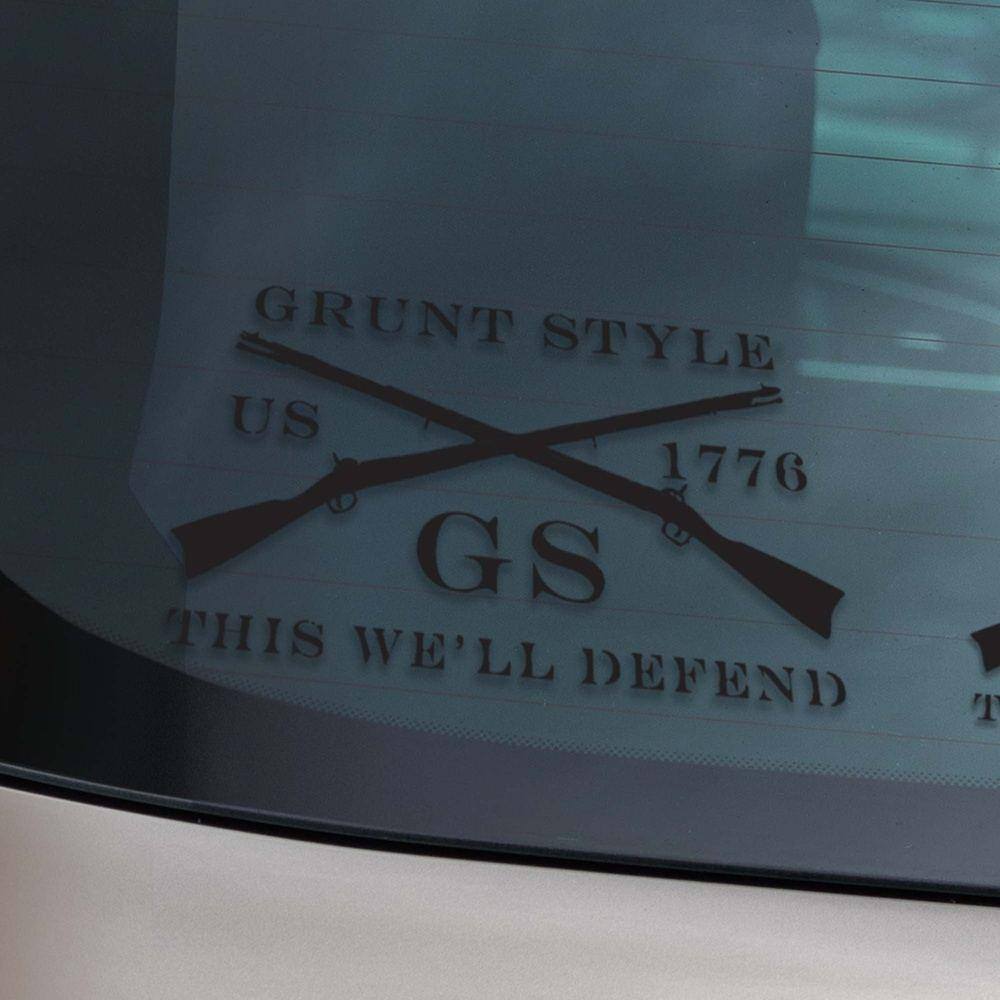 GRUNT STYLE
US
1776
GS
THIS WE'LL DEFEND